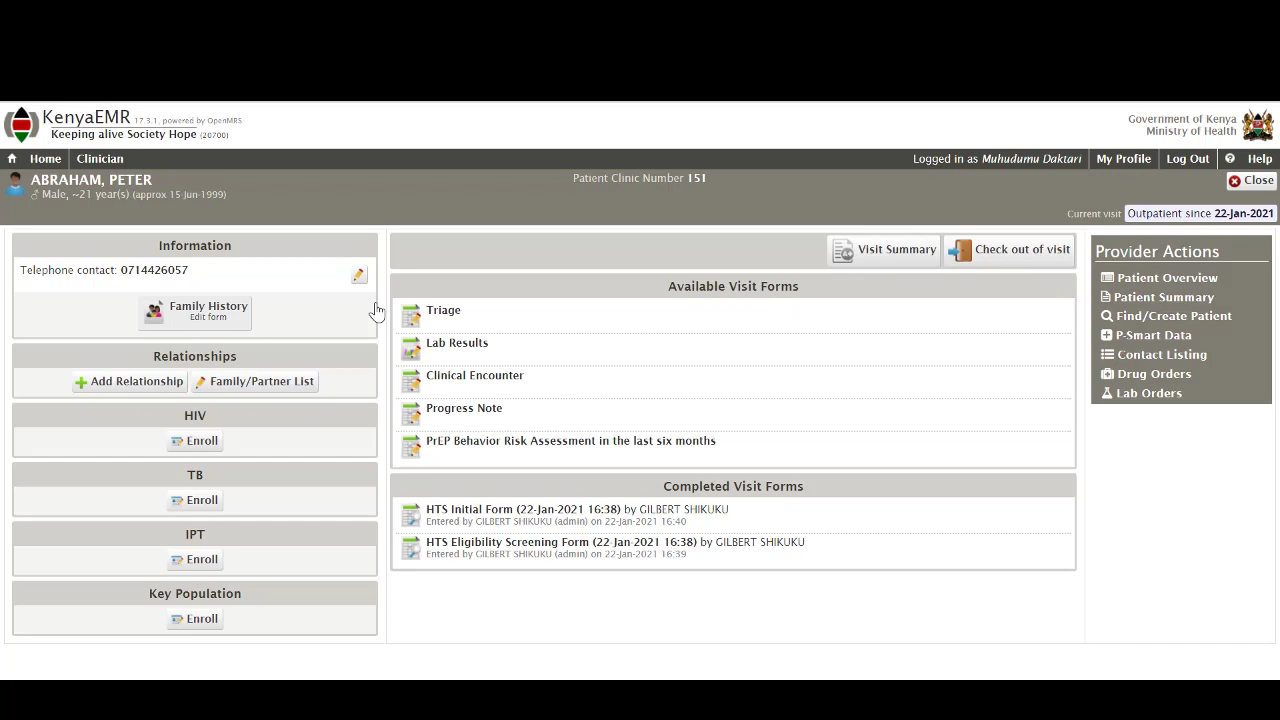 KenyaEMR 17.3.1, powered by OpenMRS
Keeping alive Society Hope (20700)
Government of Kenya
Ministry of Health
Home Clinician Logged in as Muhudumu Daktari My Profile Log Out Help
ABRAHAM, PETER
Male, ~21 year(s) (approx 15-Jun-1999)
Patient Clinic Number 151
Close
Current visit Outpatient since 22-Jan-2021
Information
Telephone contact: 0714426057
Family History
Edit form
Relationships
Add Relationship Family/Partner List
HIV
Enroll
TB
Enroll
IPT
Enroll
Key Population
Enroll
Visit Summary Check out of visit
Available Visit Forms
Triage
Lab Results
Clinical Encounter
Progress Note
PrEP Behavior Risk Assessment in the last six months
Completed Visit Forms
HTS Initial Form (22-Jan-2021 16:38) by GILBERT SHIKUKU
Entered by GILBERT SHIKUKU (admin) on 22-Jan-2021 16:40
HTS Eligibility Screening Form (22-Jan-2021 16:38) by GILBERT SHIKUKU
Entered by GILBERT SHIKUKU (admin) on 22-Jan-2021 16:39
Provider Actions
Patient Overview
Patient Summary
Find/Create Patient
P-Smart Data
Contact Listing
Drug Orders
Lab Orders